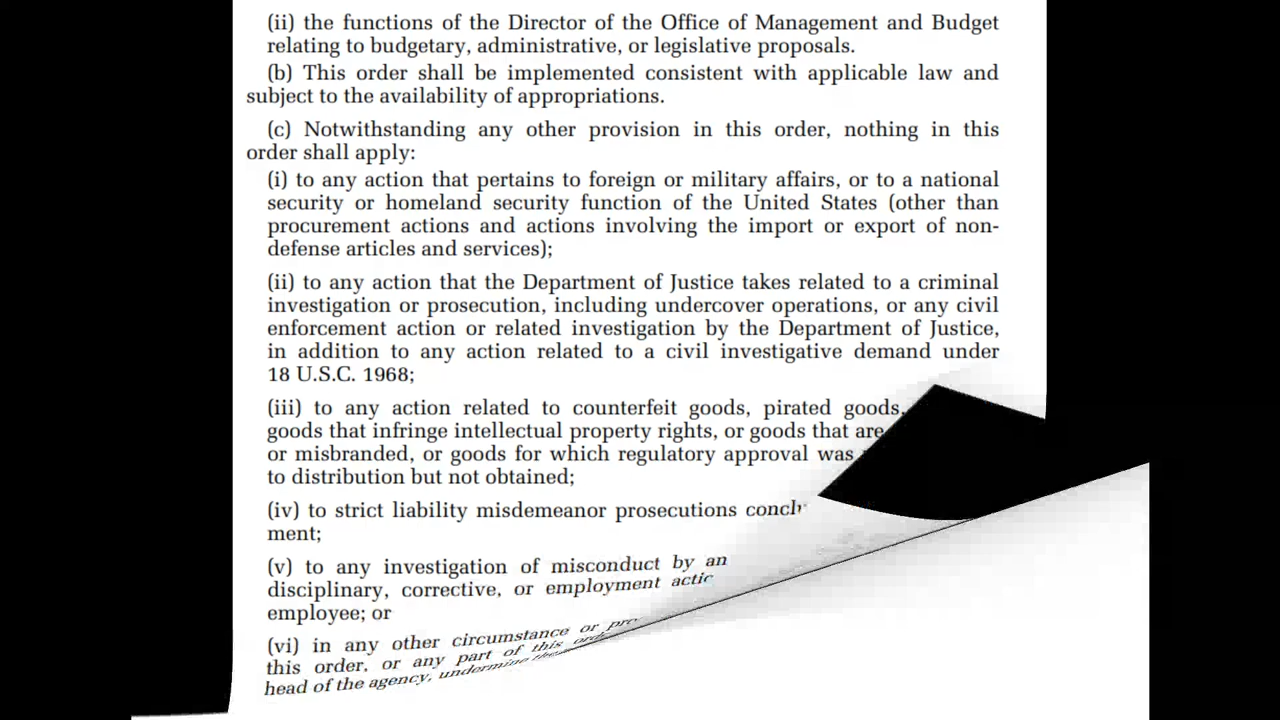 (ii) the functions of the Director of the Office of Management and Budget
relating to budgetary, administrative, or legislative proposals.
(b) This order shall be implemented consistent with applicable law and
subject to the availability of appropriations.
(c) Notwithstanding any other provision in this order, nothing in this
order shall apply:
(i) to any action that pertains to foreign or military affairs, or to a national
security or homeland security function of the United States (other than
procurement actions and actions involving the import or export of non-
defense articles and services);
(ii) to any action that the Department of Justice takes related to a criminal
investigation or prosecution, including undercover operations, or any civil
enforcement action or related investigation by the Department of Justice,
in addition to any action related to a civil investigative demand under
18 U.S.C. 1968;
(iii) to any action related to counterfeit goods, pirated goods,
goods that infringe intellectual property rights, or goods that are
or misbranded, or goods for which regulatory approval was
to distribution but not obtained;
(iv) to strict liability misdemeanor prosecutions
ment;
(v) to any investigation of misconduct by an
disciplinary, corrective, or employment
employee; or
(vi) in any other circumstance or
this order, or any part of this
head of the agency, undermine